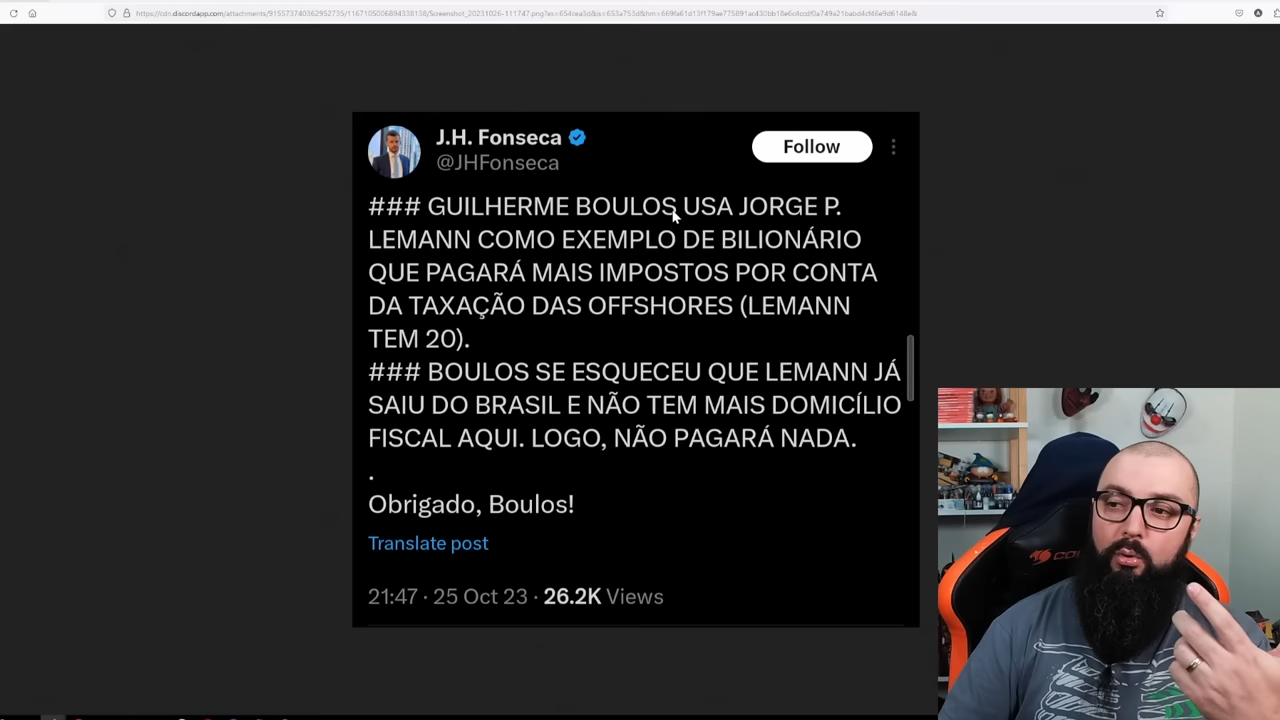 J.H. Fonseca
@JHFonseca
Follow
### GUILHERME BOULOS USA JORGE P.
LEMANN COMO EXEMPLO DE BILIONÁRIO
QUE PAGARÁ MAIS IMPOSTOS POR CONTA
DA TAXAÇÃO DAS OFFSHORES (LEMANN
TEM 20).
### BOULOS SE ESQUECEU QUE LEMANN JÁ
SAIU DO BRASIL E NÃO TEM MAIS DOMICÍLIO
FISCAL AQUI. LOGO, NÃO PAGARÁ NADA.
.
Obrigado, Boulos!
Translate post
21:47 · 25 Oct 23 · 26.2K Views